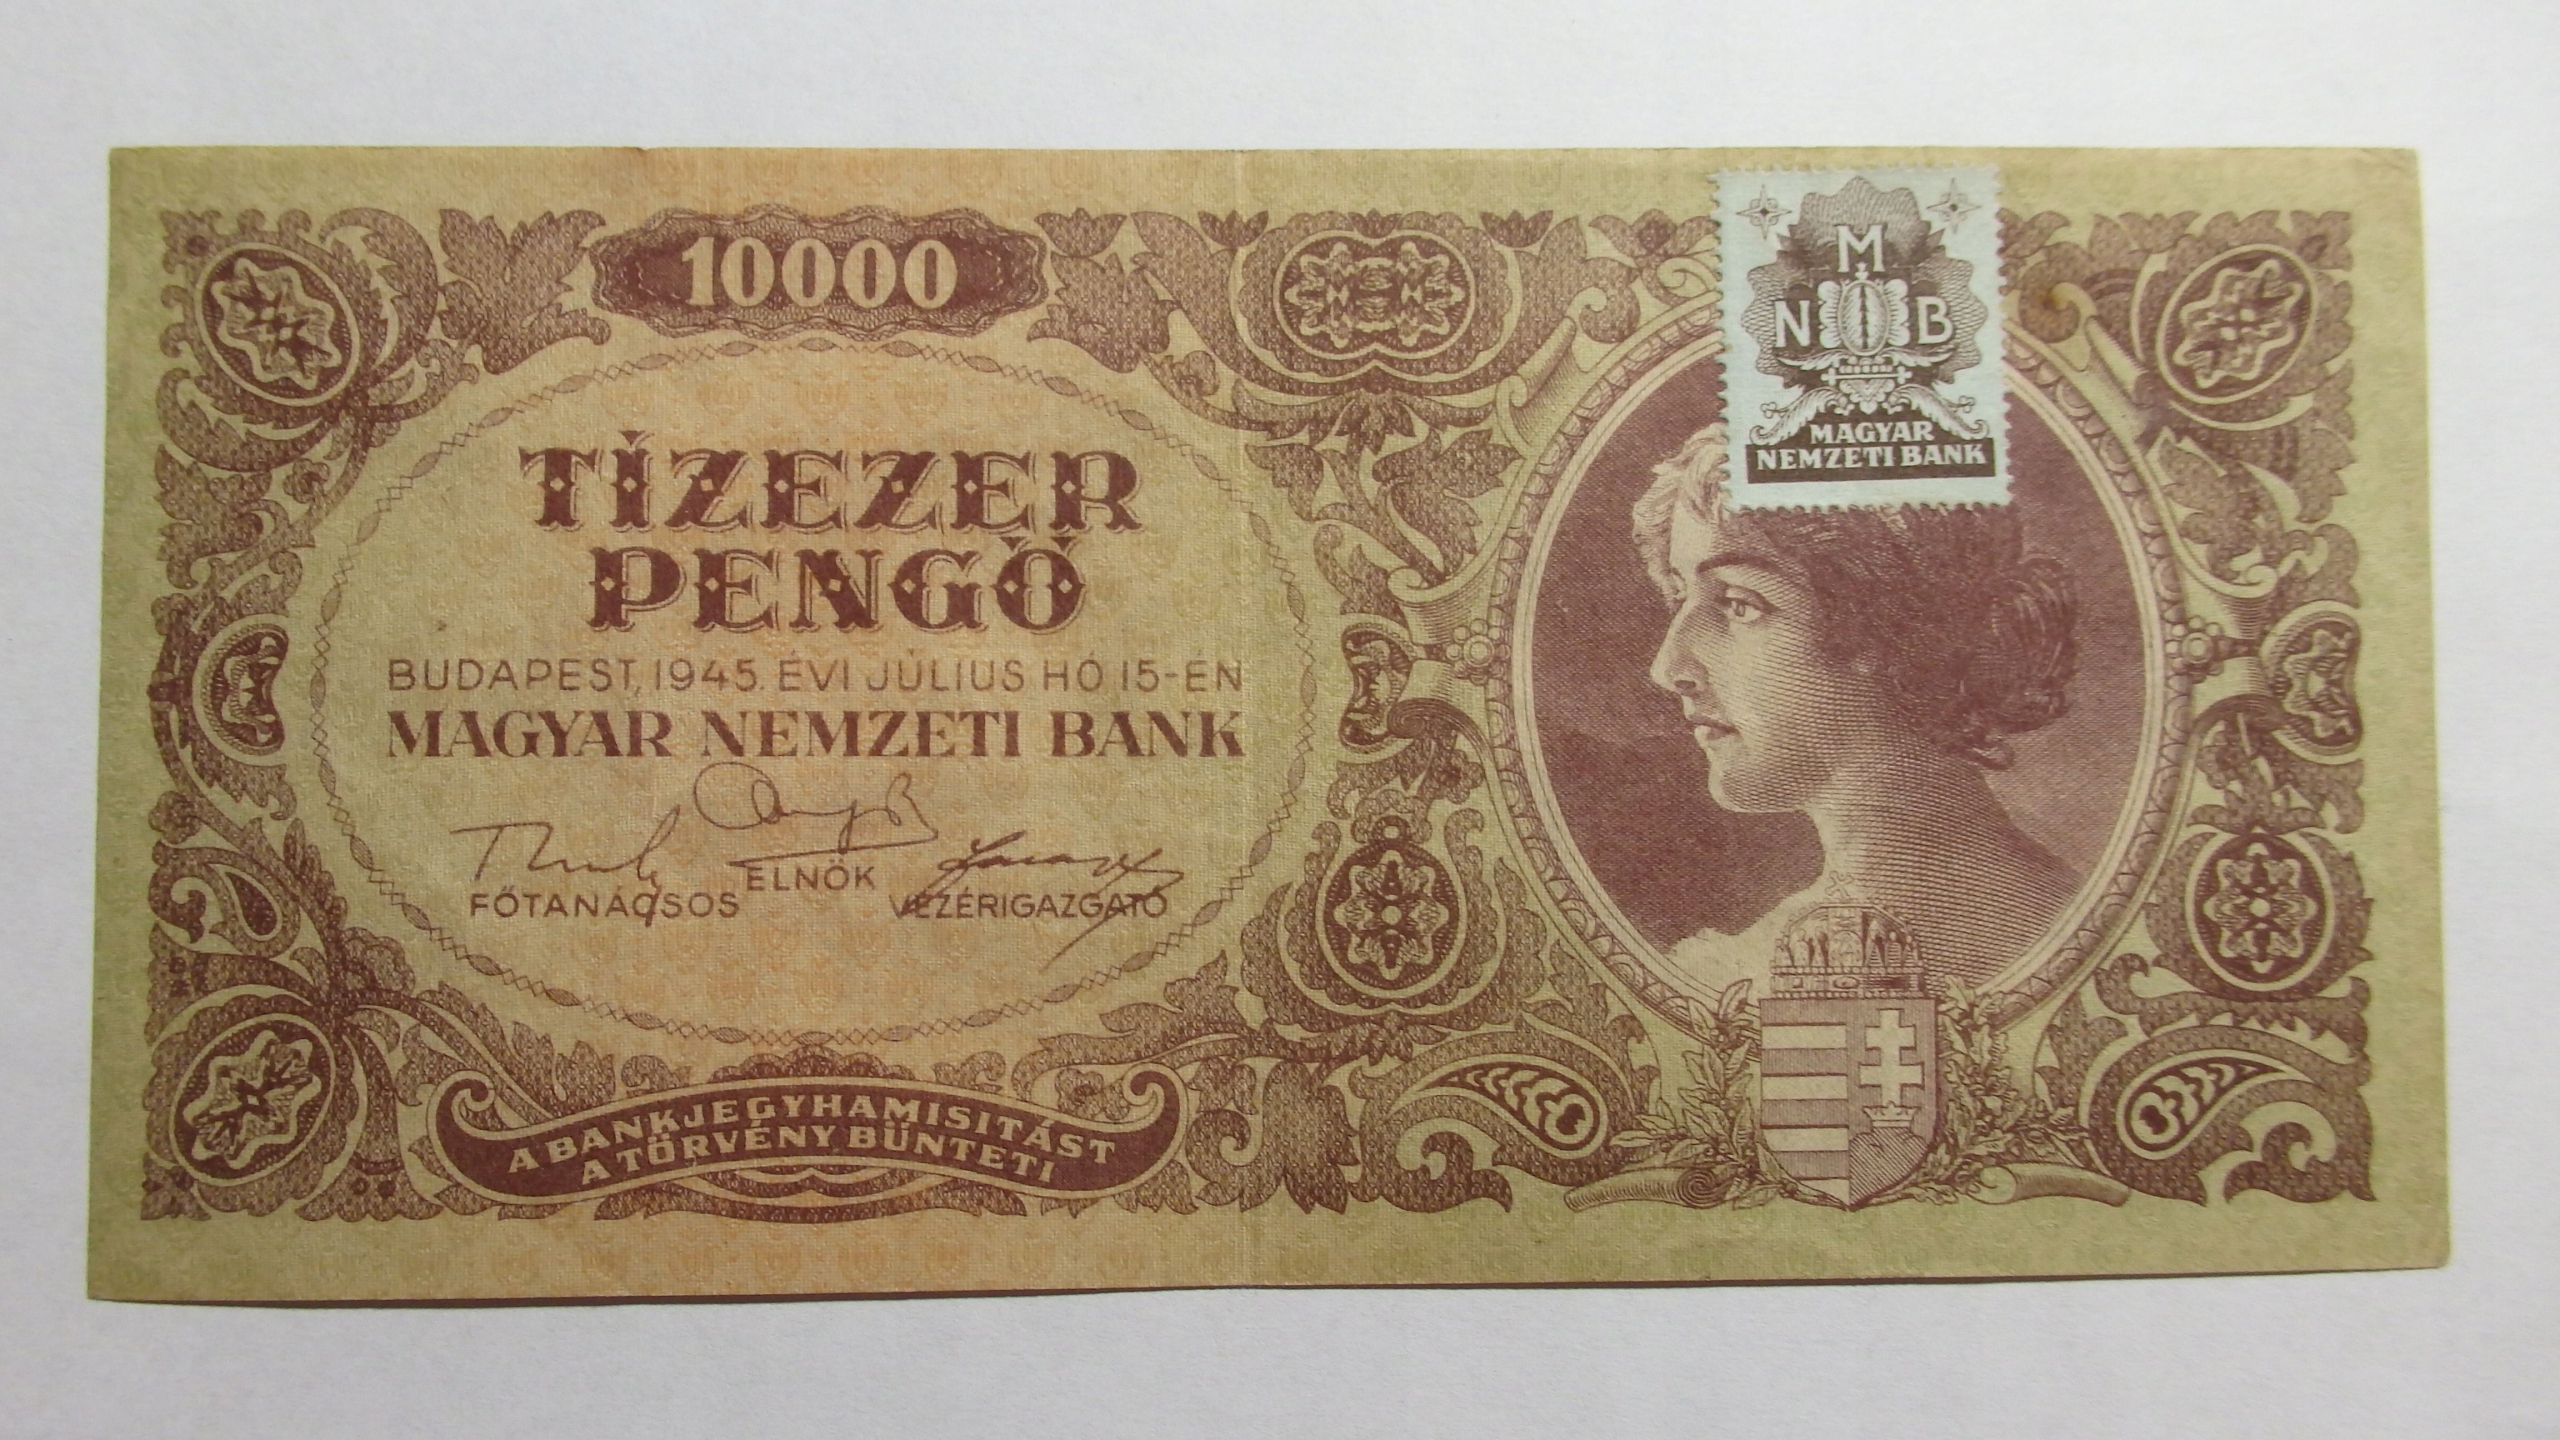 10000
TÍZEZER
PENGŐ
BUDAPEST, 1945. ÉVI JÚLIUS HÓ 15-ÉN
MAGYAR NEMZETI BANK
ELNÖK
FŐTANÁCSOS VEZÉRIGAZGATÓ
A BANKJEGYHAMISITÁST
A TÖRVÉNY BÜNTETI
M
N B
MAGYAR
NEMZETI BANK